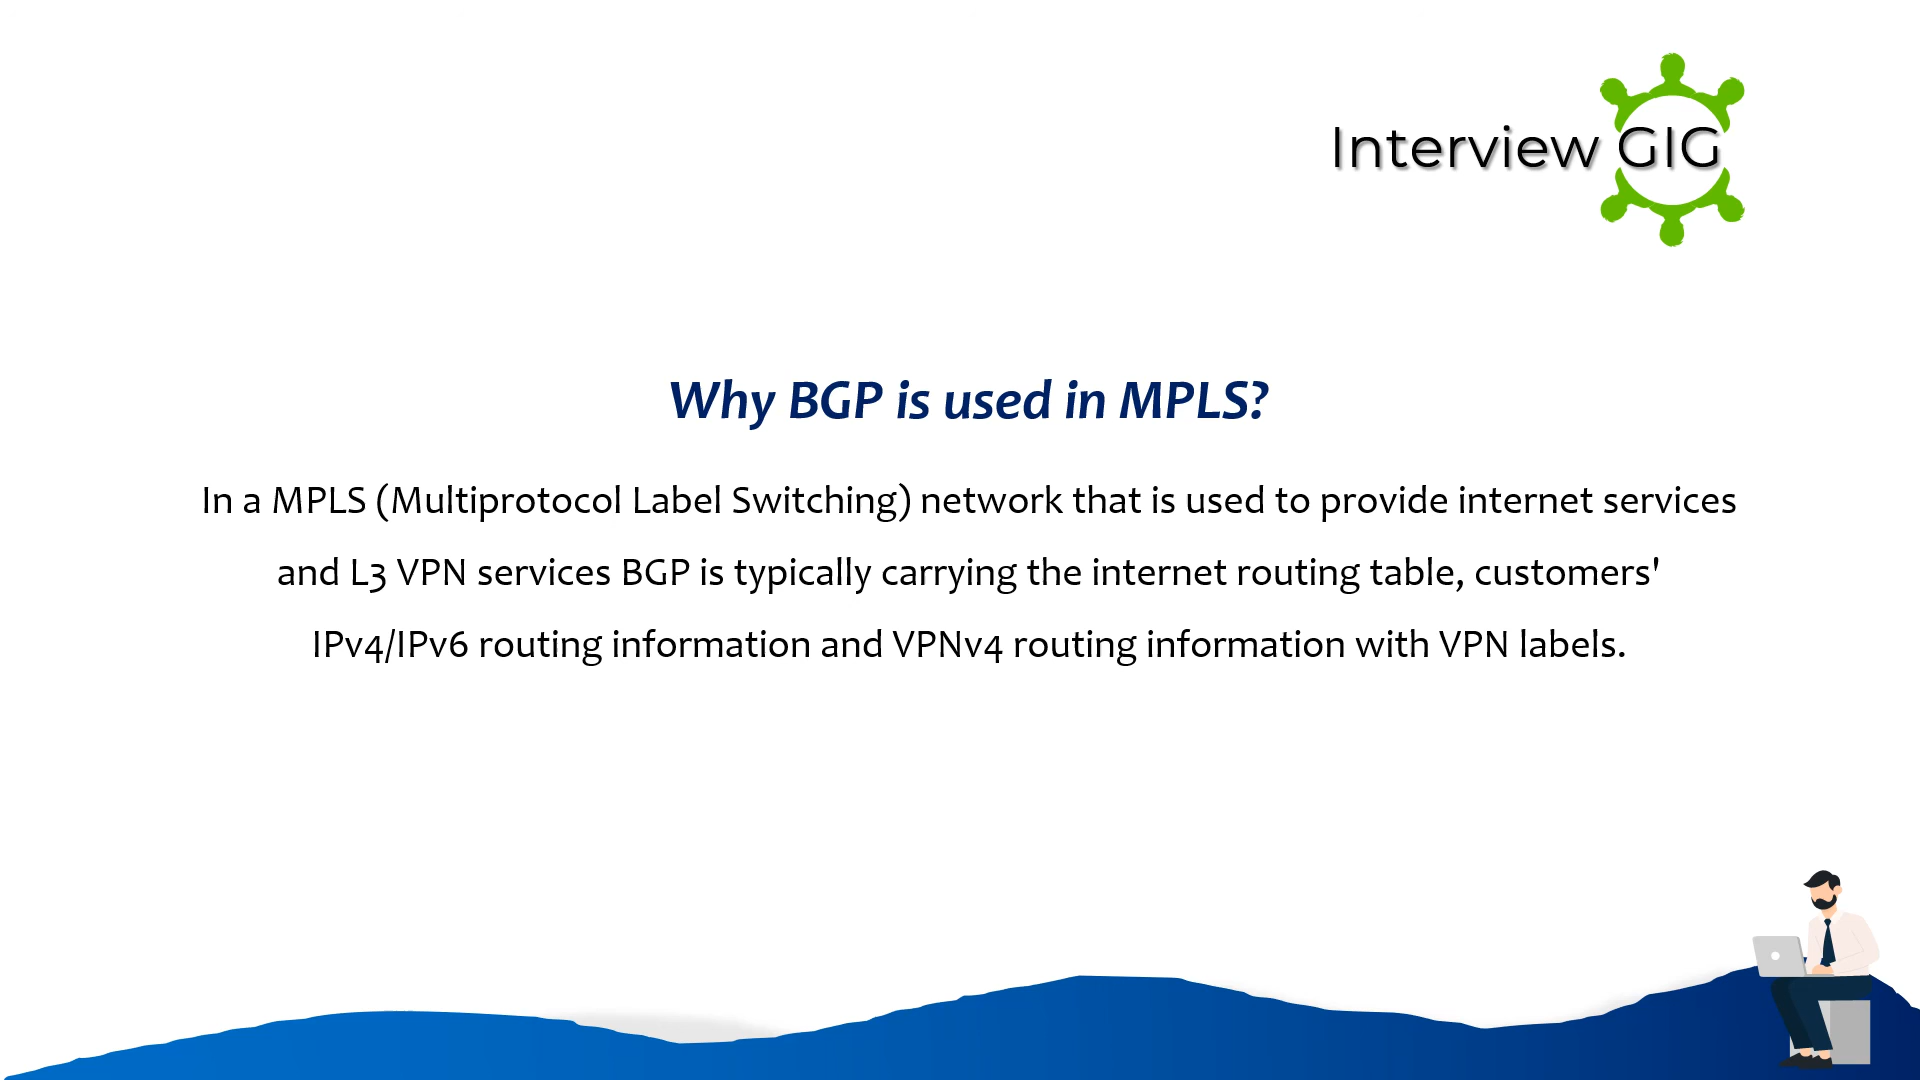 Interview GIG
Why BGP is used in MPLS?
In a MPLS (Multiprotocol Label Switching) network that is used to provide internet services
and L3 VPN services BGP is typically carrying the internet routing table, customers'
IPv4/IPv6 routing information and VPNv4 routing information with VPN labels.